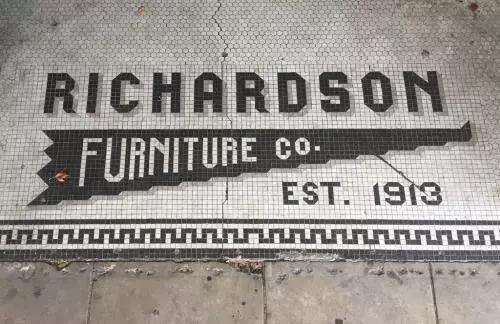 RICHARDSON
FURNITURE CO.
EST. 1913